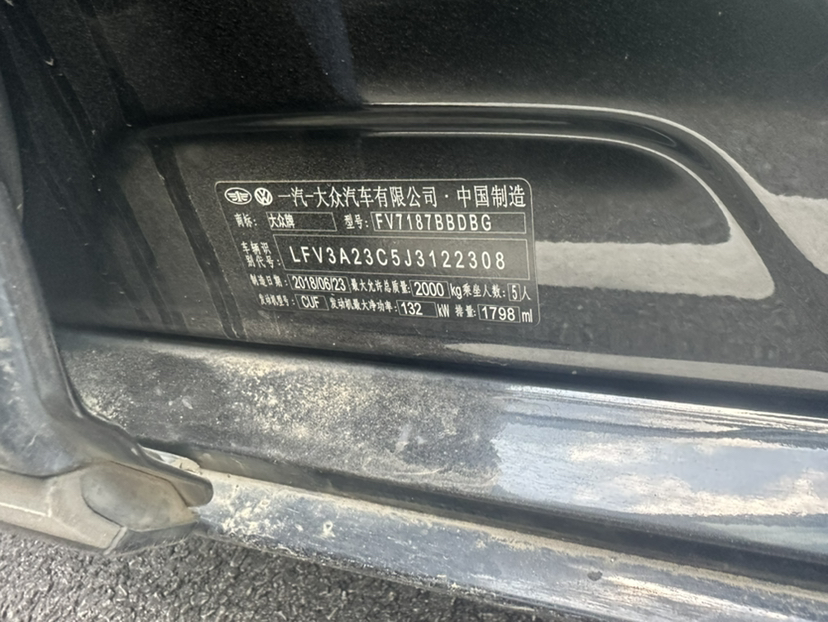 一汽-大众汽车有限公司·中国制造
商标: 大众牌 型号: FV7187BBDBG
车辆识别代号: LFV3A23C5J3122308
制造日期: 2018/06/23 最大允许总质量: 2000 kg 乘坐人数: 5 人
发动机型号: CUF 发动机最大净功率: 132 kW 排量: 1798 ml